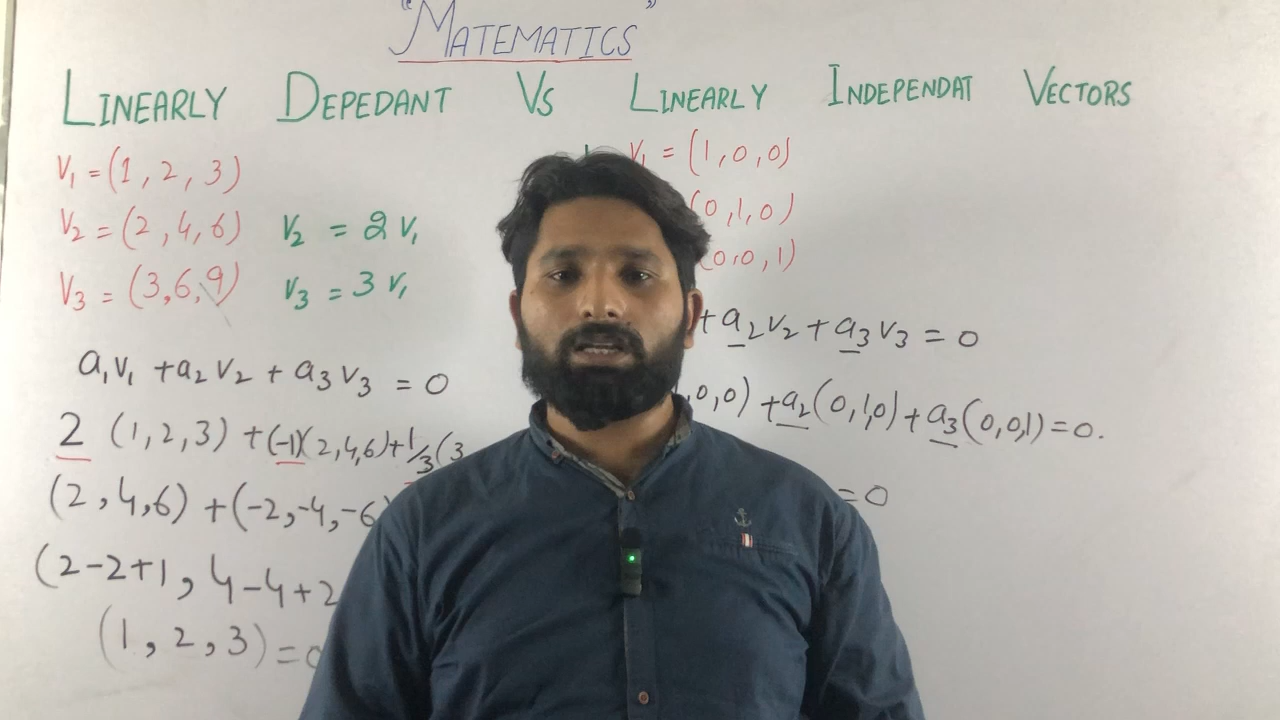 "MATEMATICS"
LINEARLY DEPEDANT VS LINEARLY INDEPENDAT VECTORS
V₁ = (1, 2, 3)
V₂ = (2, 4, 6) V₂ = 2 V₁
V₃ = (3, 6, 9) V₃ = 3 V₁
a₁V₁ + a₂V₂ + a₃V₃ = 0
2 (1, 2, 3) + (-1)(2, 4, 6) + 1/3 (3
(2, 4, 6) + (-2, -4, -6)
(2-2+1, 4-4+2
(1, 2, 3) = 0
V₁ = (1, 0, 0)
(0, 1, 0)
(0, 0, 1)
+ a₂V₂ + a₃V₃ = 0
, 0, 0) + a₂(0, 1, 0) + a₃(0, 0, 1) = 0.
= 0